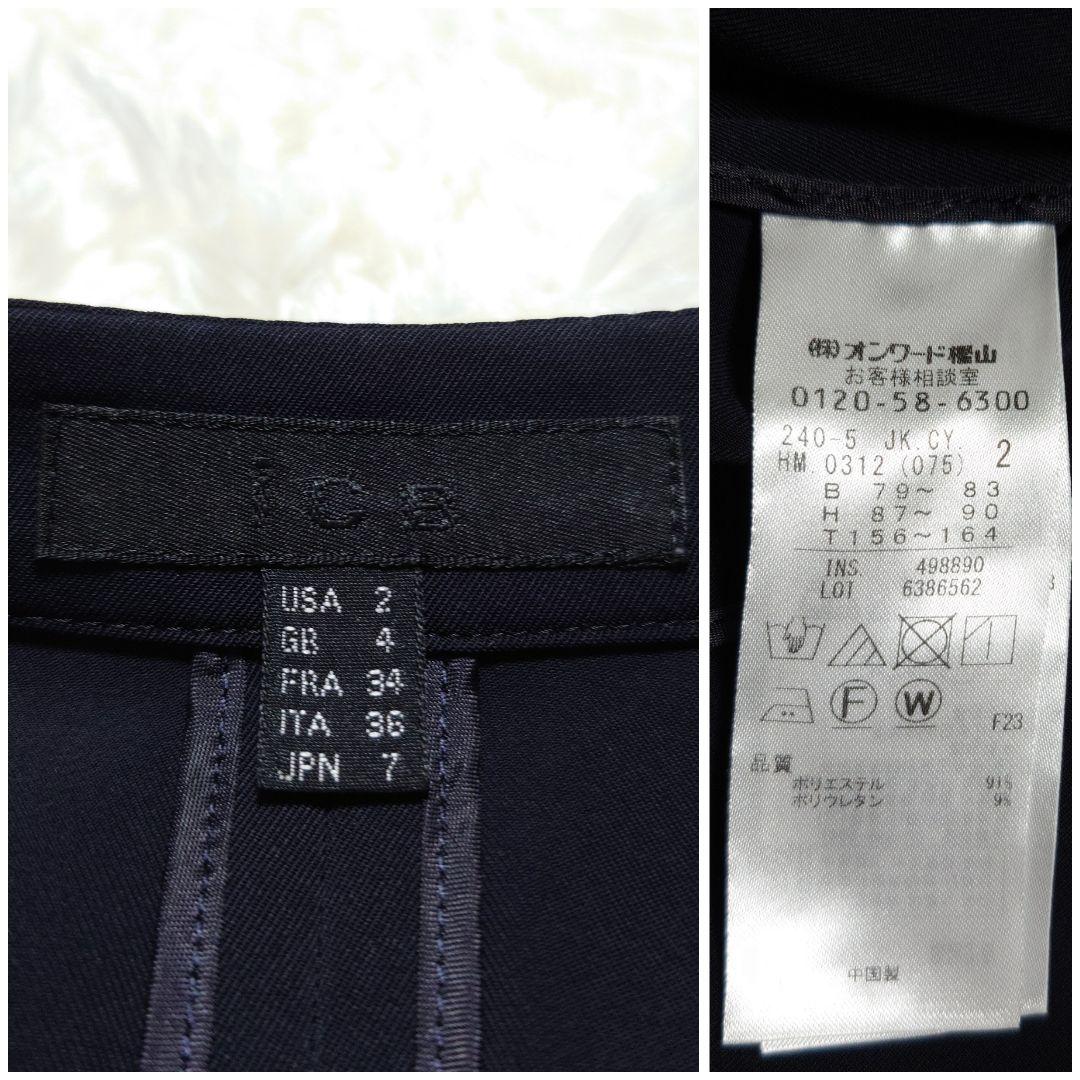 iCB
USA 2
GB 4
FRA 34
ITA 36
JPN 7
㈱オンワード樫山
お客様相談室
0120-58-6300
240-5 JK.CY. 2
HM. 0312 (075)
B 79～ 83
H 87～ 90
T156～164
INS. 498890
LOT 6386562
F W
F23
品質
ポリエステル 91%
ポリウレタン 9%
中国製